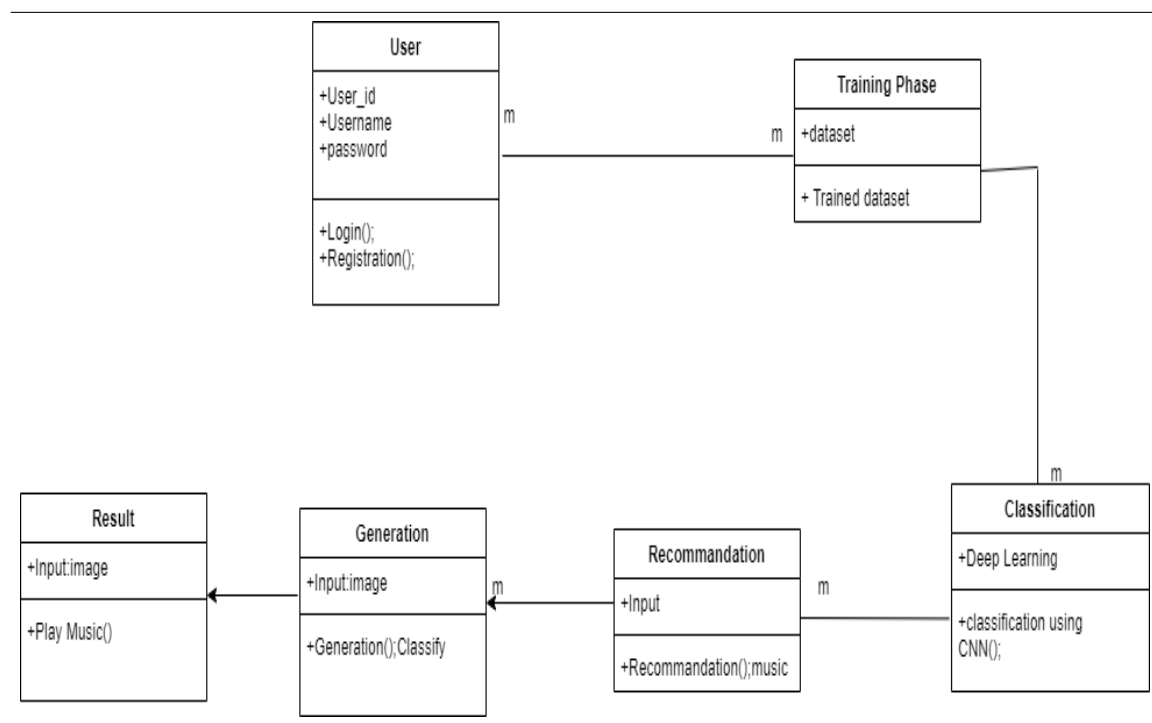 User
+User_id
+Username
+password
+Login();
+Registration();
m
m
Training Phase
+dataset
+ Trained dataset
m
Classification
+Deep Learning
+classification using
CNN();
m
Recommandation
+Input
+Recommandation();music
m
Generation
+Input:image
+Generation();Classify
Result
+Input:image
+Play Music()